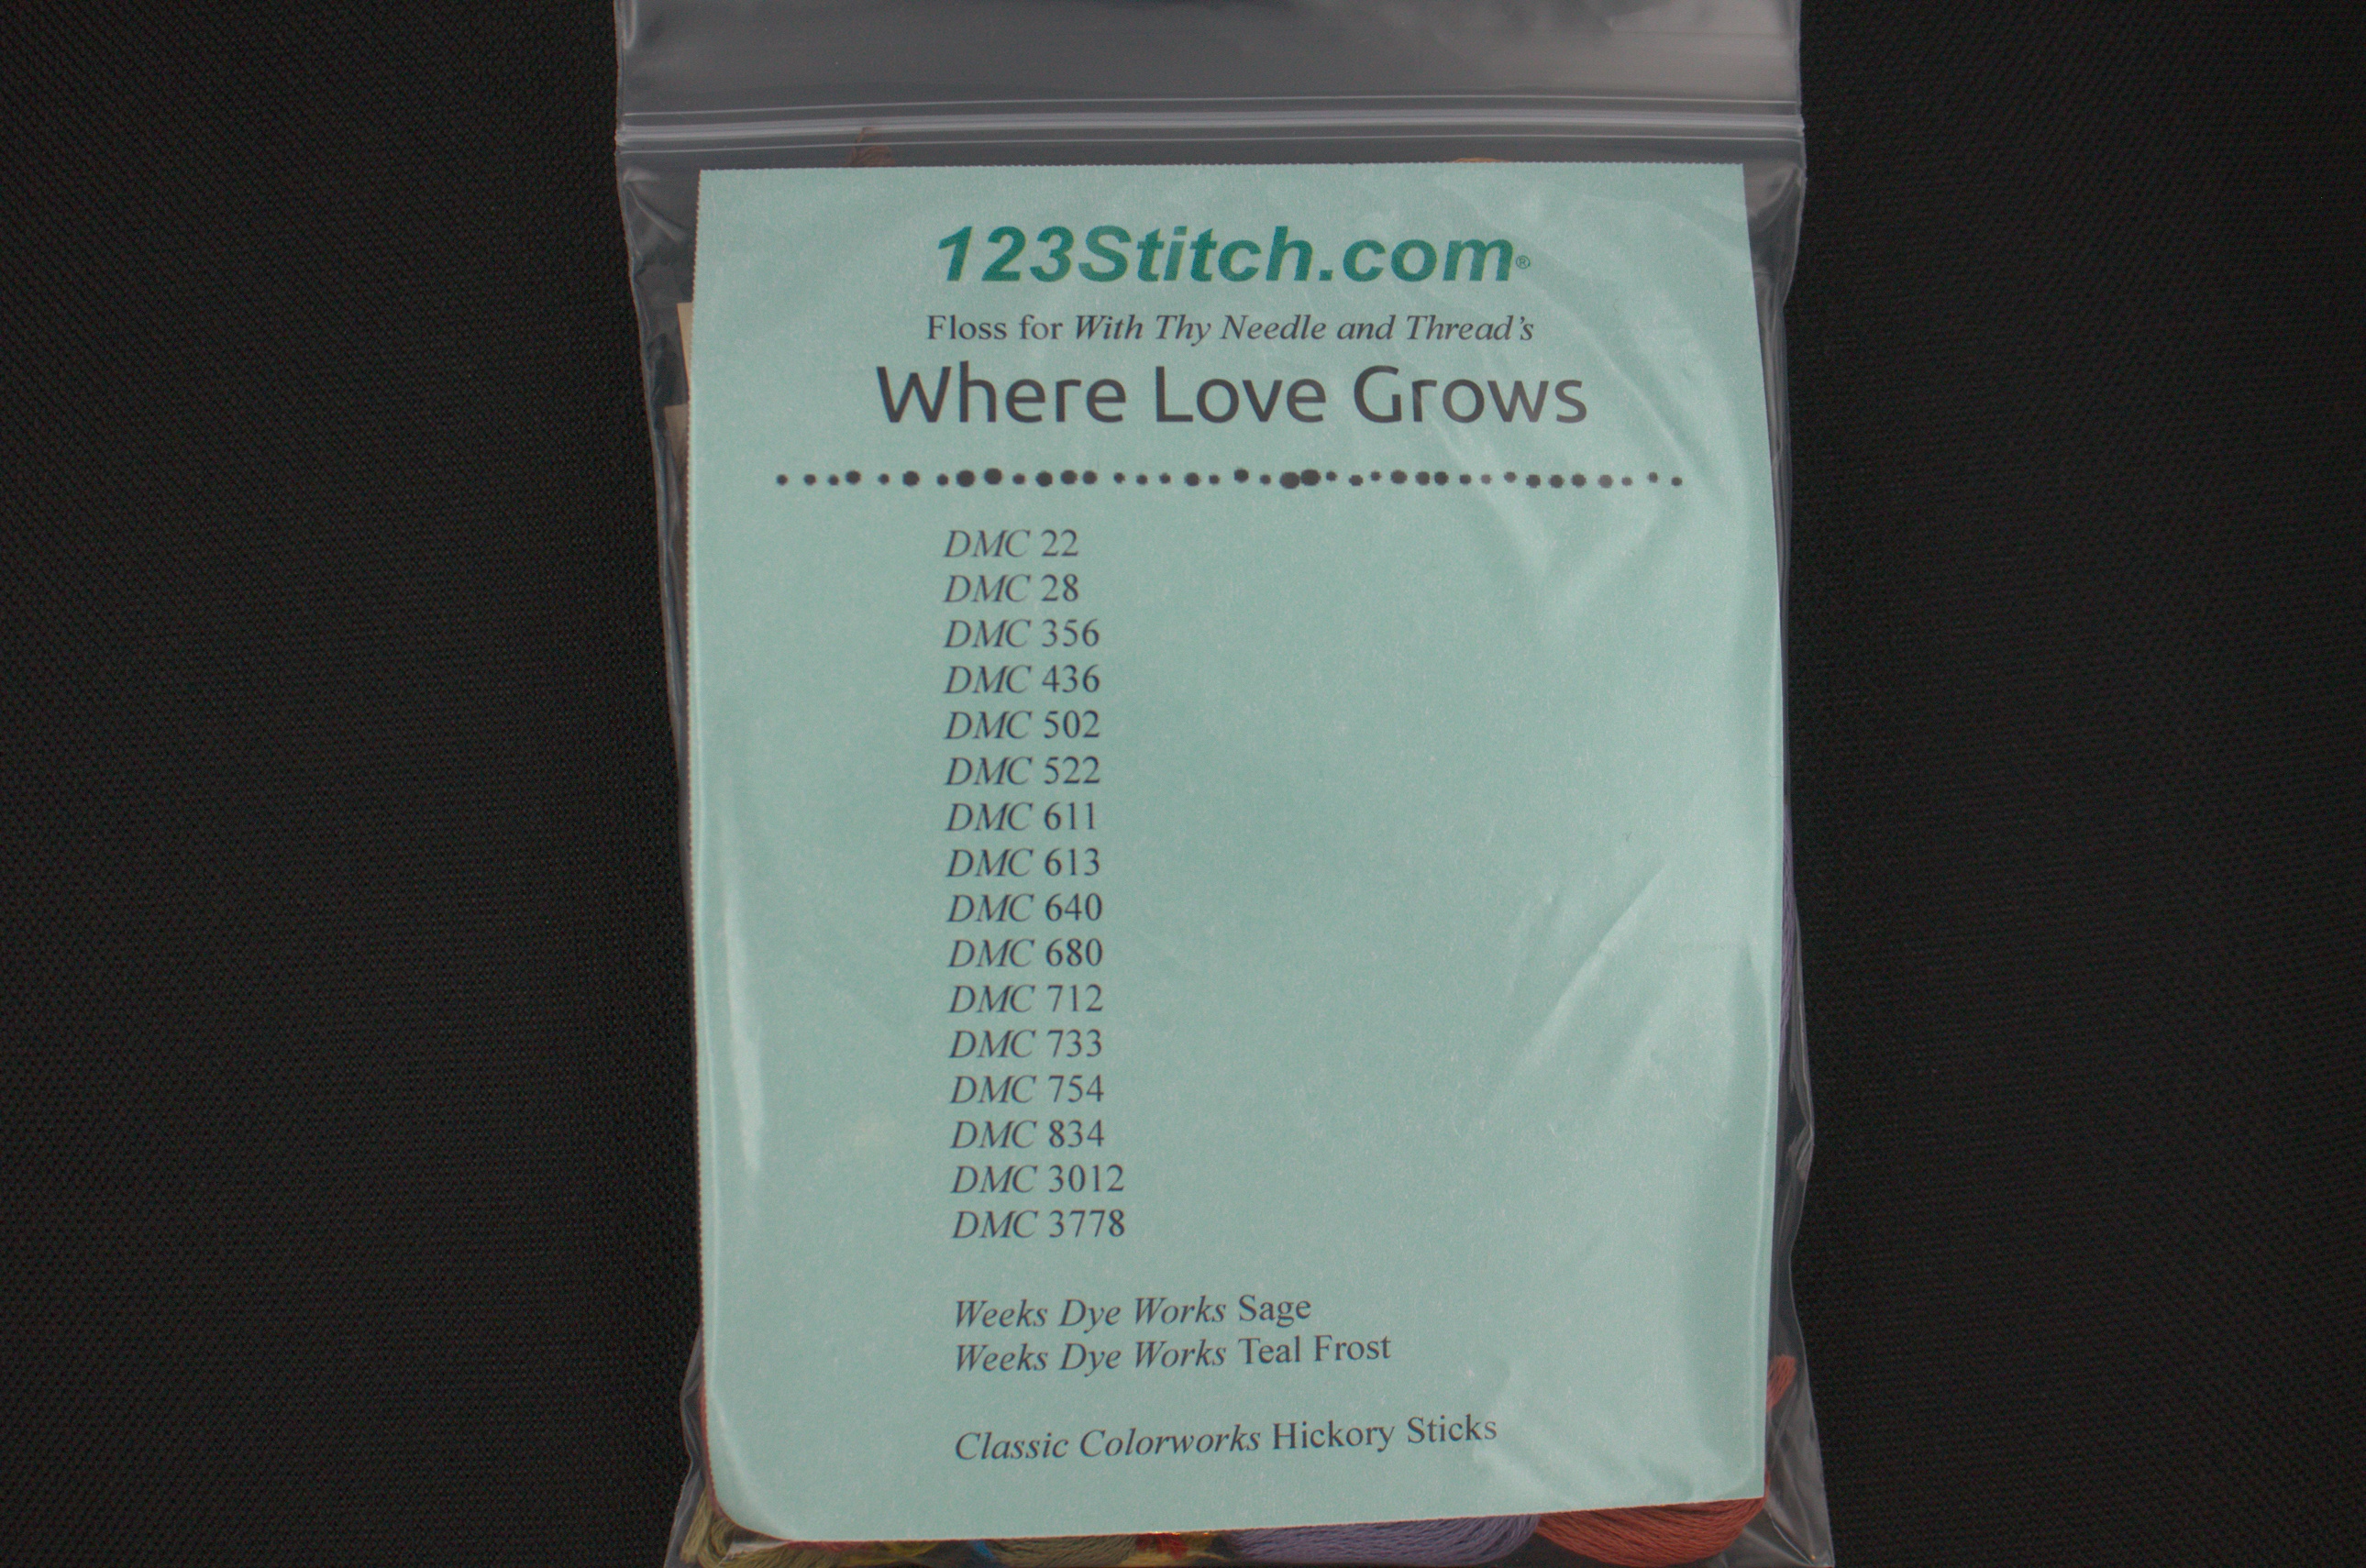 123Stitch.com®
Floss for With Thy Needle and Thread’s
Where Love Grows
DMC 22
DMC 28
DMC 356
DMC 436
DMC 502
DMC 522
DMC 611
DMC 613
DMC 640
DMC 680
DMC 712
DMC 733
DMC 754
DMC 834
DMC 3012
DMC 3778
Weeks Dye Works Sage
Weeks Dye Works Teal Frost
Classic Colorworks Hickory Sticks